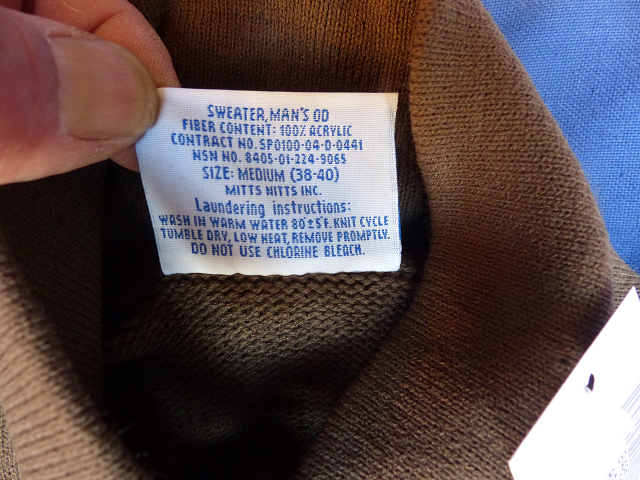 SWEATER, MAN'S OD
FIBER CONTENT: 100% ACRYLIC
CONTRACT NO. SPO100-04-D-0441
NSN NO. 8405-01-224-9065
SIZE: MEDIUM (38-40)
MITTS NITTS INC.
Laundering instructions:
WASH IN WARM WATER 80°±5°F. KNIT CYCLE
TUMBLE DRY, LOW HEAT, REMOVE PROMPTLY.
DO NOT USE CHLORINE BLEACH.